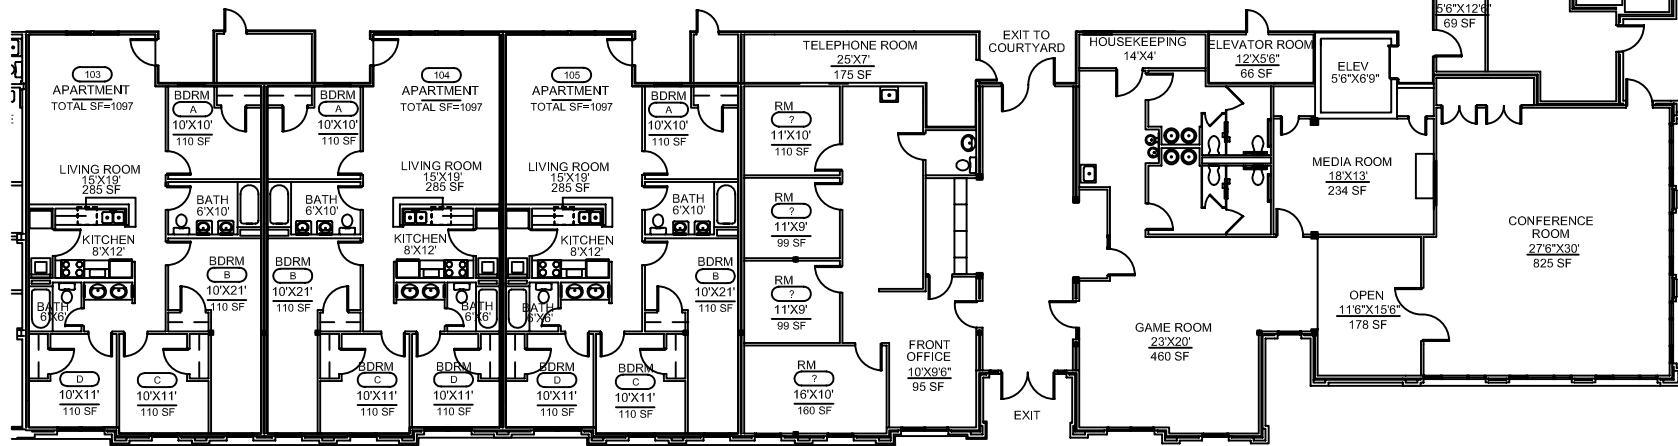 103
APARTMENT
TOTAL SF=1097
BDRM
A
10'X10'
110 SF
LIVING ROOM
15'X19'
285 SF
BATH
6'X10'
KITCHEN
8'X12'
BDRM
B
10'X21'
110 SF
BATH
6'X6'
D
10'X11'
110 SF
C
10'X11'
110 SF
104
APARTMENT
TOTAL SF=1097
BDRM
A
10'X10'
110 SF
LIVING ROOM
15'X19'
285 SF
BATH
6'X10'
KITCHEN
8'X12'
BDRM
B
10'X21'
110 SF
BATH
6'X6'
BDRM
C
10'X11'
110 SF
BDRM
D
10'X11'
110 SF
105
APARTMENT
TOTAL SF=1097
BDRM
A
10'X10'
110 SF
LIVING ROOM
15'X19'
285 SF
BATH
6'X10'
KITCHEN
8'X12'
BDRM
B
10'X21'
110 SF
BATH
6'X6'
BDRM
D
10'X11'
110 SF
BDRM
C
10'X11'
110 SF
TELEPHONE ROOM
25'X7'
175 SF
RM
?
11'X10'
110 SF
RM
?
11'X9'
99 SF
RM
?
11'X9'
99 SF
RM
?
16'X10'
160 SF
FRONT
OFFICE
10'X9'6"
95 SF
EXIT TO
COURTYARD
EXIT
HOUSEKEEPING
14'X4'
ELEVATOR ROOM
12'X5'6"
66 SF
ELEV
5'6"X6'9"
5'6"X12'6"
69 SF
MEDIA ROOM
18'X13'
234 SF
GAME ROOM
23'X20'
460 SF
OPEN
11'6"X15'6"
178 SF
CONFERENCE
ROOM
27'6"X30'
825 SF